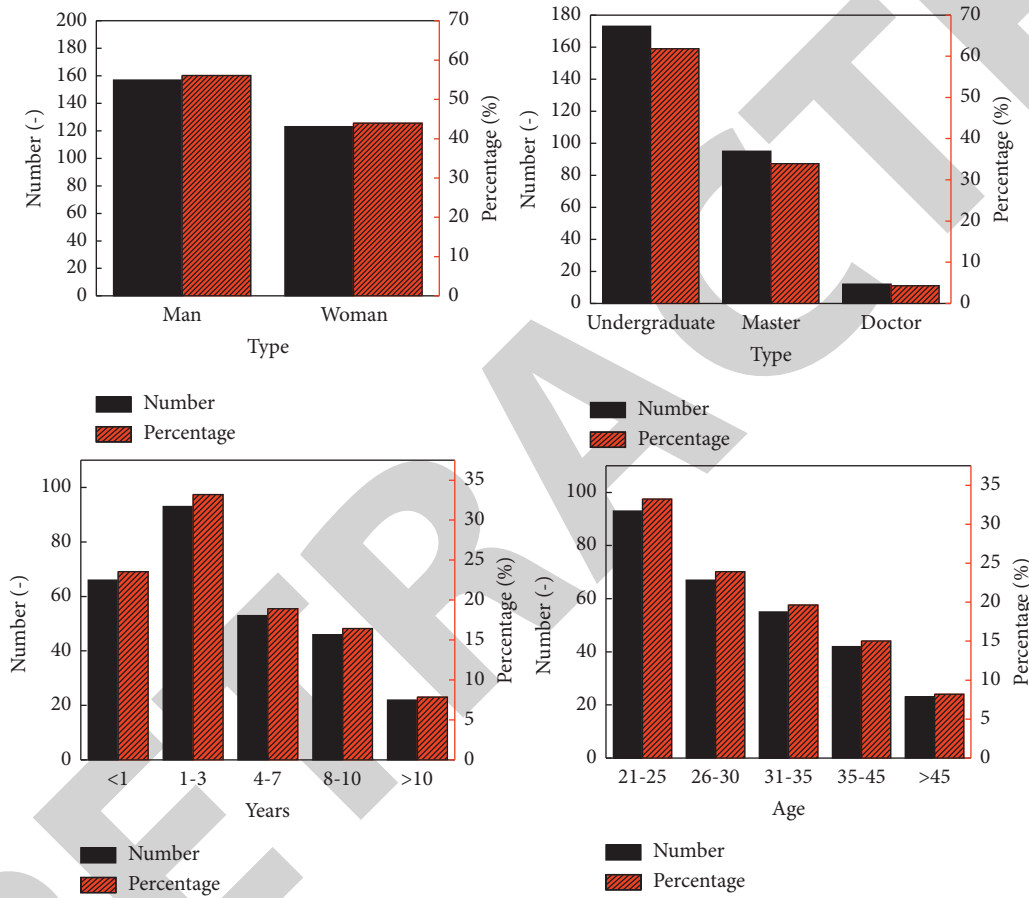 200
180
160
140
120
100
80
60
40
20
0
Number (-)
70
60
50
40
30
20
10
0
Percentage (%)
Man Woman
Type
Number
Percentage
180
160
140
120
100
80
60
40
20
0
Number (-)
70
60
50
40
30
20
10
0
Percentage (%)
Undergraduate Master Doctor
Type
Number
Percentage
100
80
60
40
20
0
Number (-)
35
30
25
20
15
10
5
0
Percentage (%)
<1 1-3 4-7 8-10 >10
Years
Number
Percentage
100
80
60
40
20
0
Number (-)
35
30
25
20
15
10
5
0
Percentage (%)
21-25 26-30 31-35 35-45 >45
Age
Number
Percentage
RETRACTE